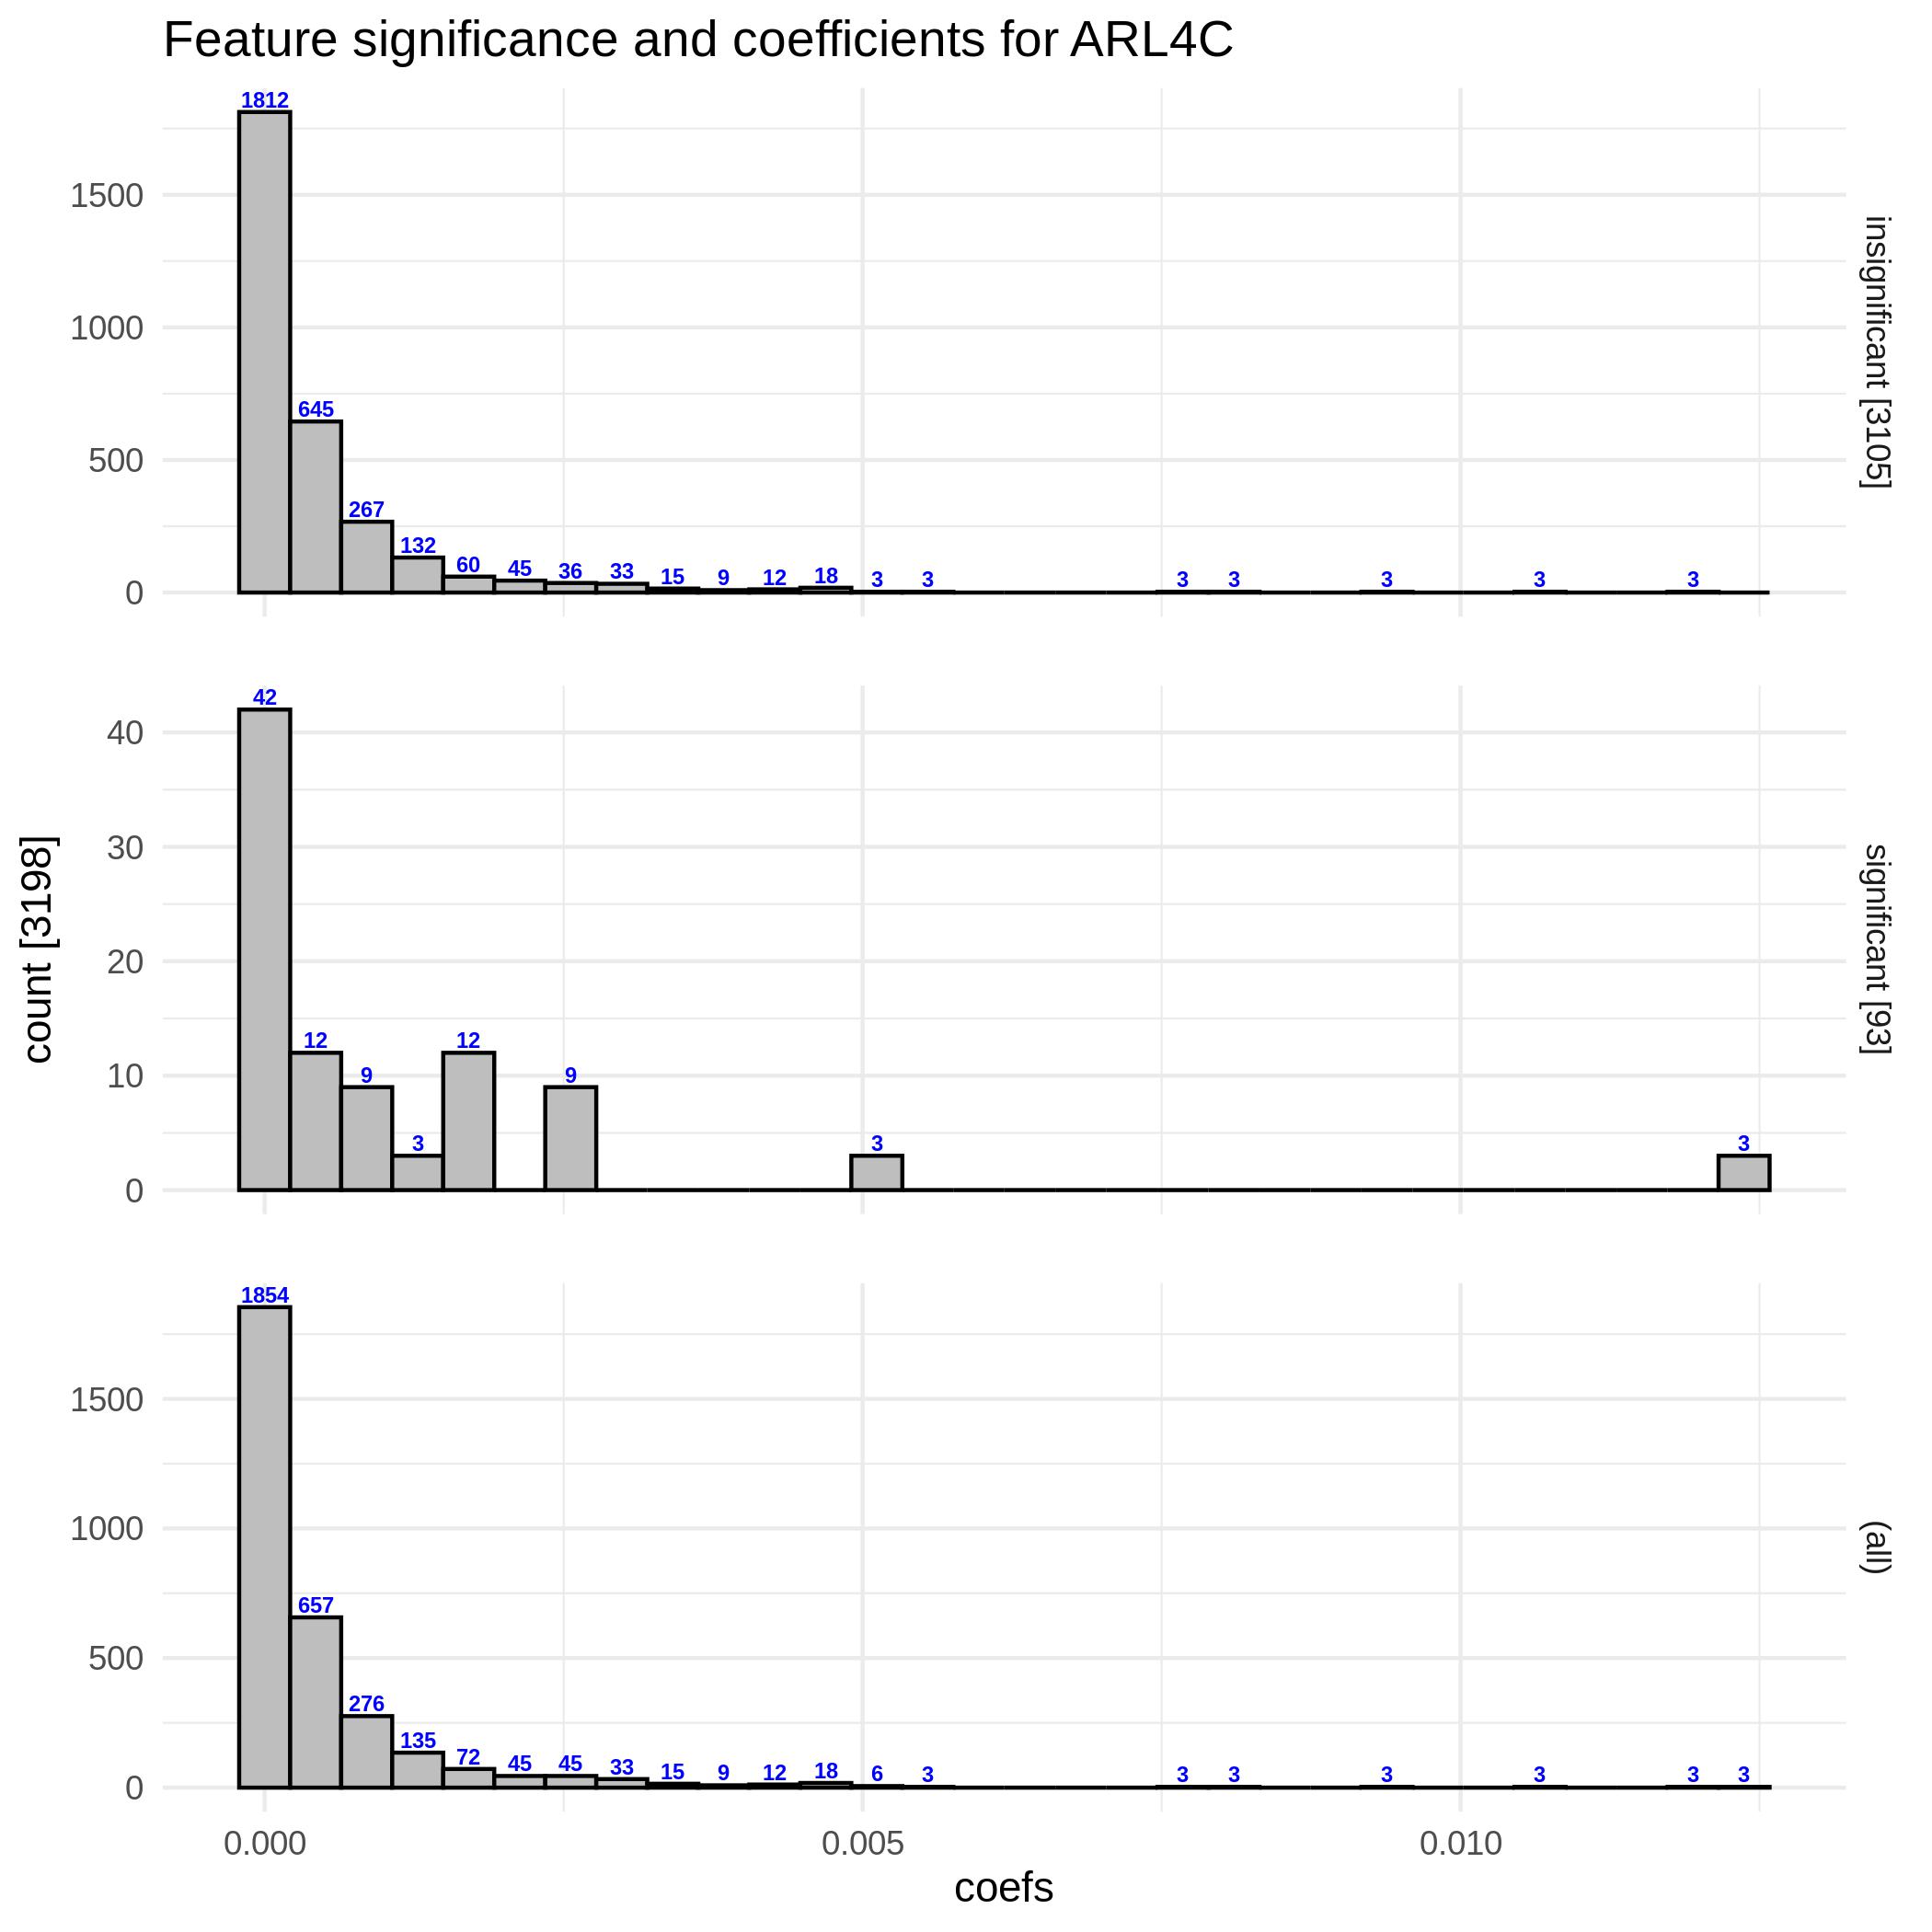 Feature significance and coefficients for ARL4C
1812
1500
645
1000
500
267
132
60 45 36 33 15 9 12 18 3 3 3 3 3 3 3
0
insignificant [3105]
42
40
30
20
12 12
10
9 9
3 3 3
0
significant [93]
count [3198]
1854
1500
1000
657
500
276
135
72 45 45 33 15 9 12 18 6 3 3 3 3 3 3 3
0
(all)
0.000 0.005 0.010
coefs